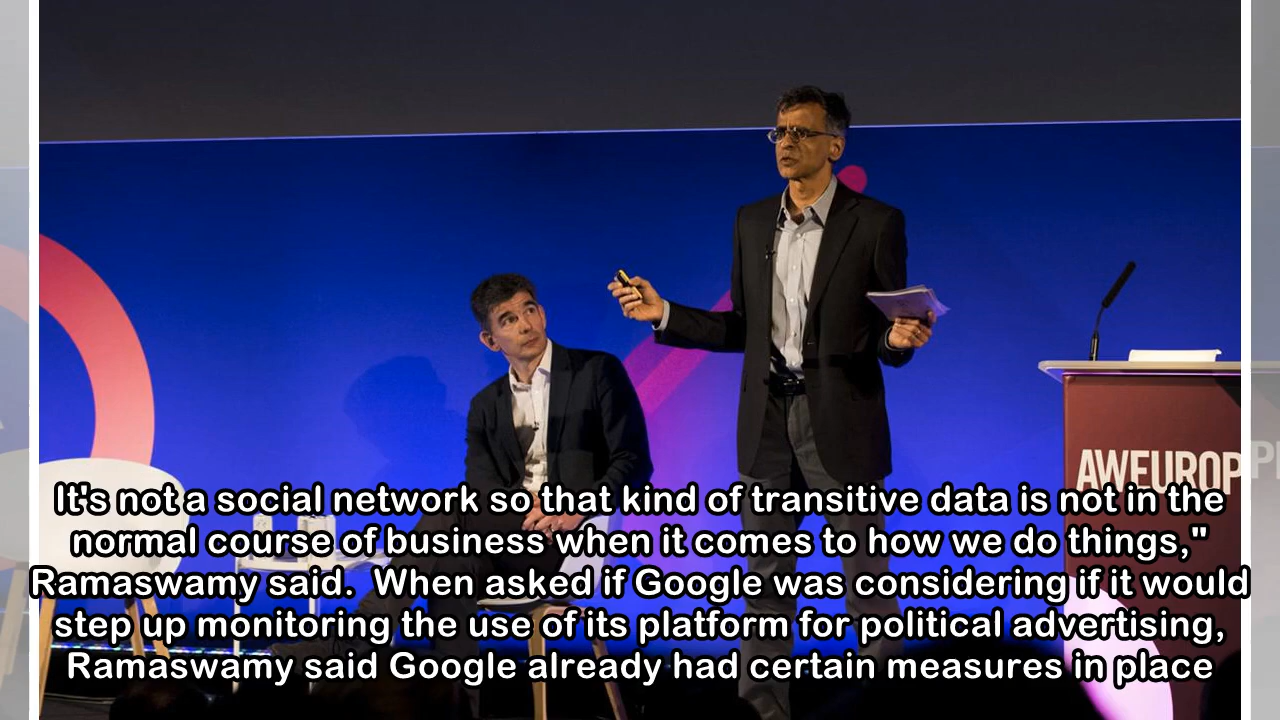 AWEUROP
It's not a social network so that kind of transitive data is not in the
normal course of business when it comes to how we do things,"
Ramaswamy said.  When asked if Google was considering if it would
step up monitoring the use of its platform for political advertising,
Ramaswamy said Google already had certain measures in place